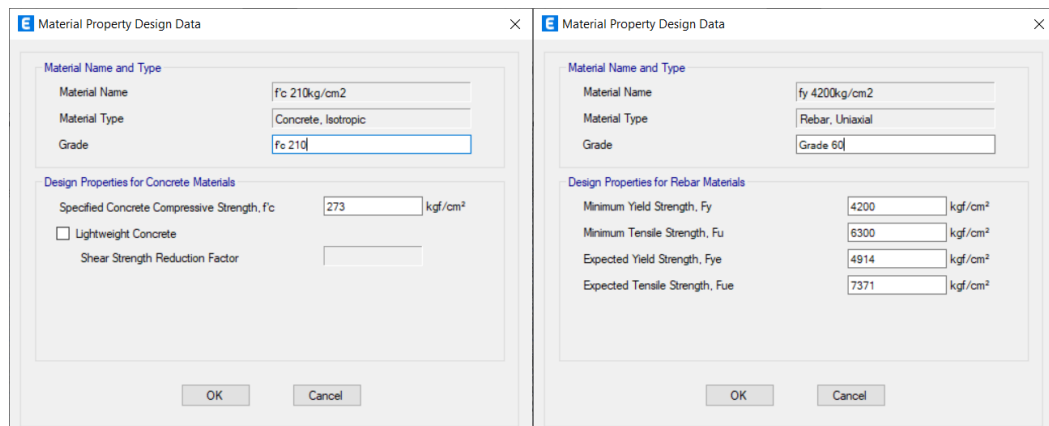 E Material Property Design Data
Material Name and Type
Material Name f'c 210kg/cm2
Material Type Concrete, Isotropic
Grade f'c 210
Design Properties for Concrete Materials
Specified Concrete Compressive Strength, f'c 273 kgf/cm²
Lightweight Concrete
Shear Strength Reduction Factor
OK Cancel
E Material Property Design Data
Material Name and Type
Material Name fy 4200kg/cm2
Material Type Rebar, Uniaxial
Grade Grade 60
Design Properties for Rebar Materials
Minimum Yield Strength, Fy 4200 kgf/cm²
Minimum Tensile Strength, Fu 6300 kgf/cm²
Expected Yield Strength, Fye 4914 kgf/cm²
Expected Tensile Strength, Fue 7371 kgf/cm²
OK Cancel